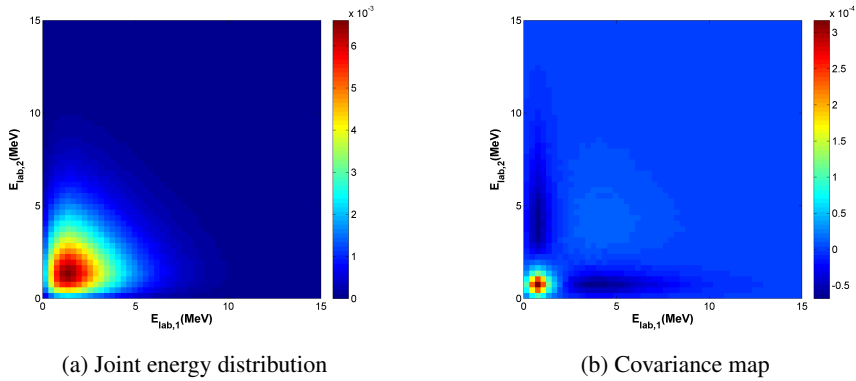 x 10⁻³
15
10
5
0
0 5 10 15
E_lab,2(MeV)
E_lab,1(MeV)
6
5
4
3
2
1
0
(a) Joint energy distribution
x 10⁻⁴
15
10
5
0
0 5 10 15
E_lab,2(MeV)
E_lab,1(MeV)
3
2.5
2
1.5
1
0.5
0
-0.5
(b) Covariance map